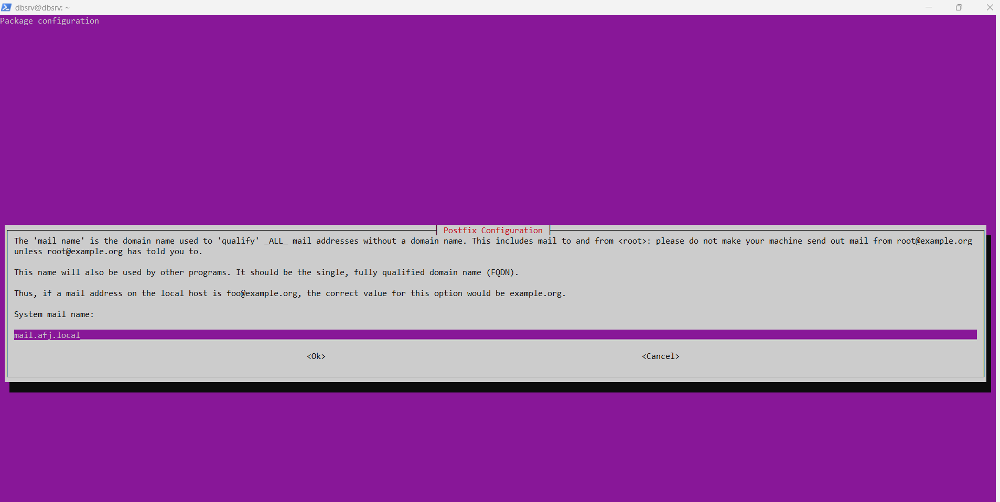 dbsrv@dbsrv: ~
Package configuration
Postfix Configuration
The 'mail name' is the domain name used to 'qualify' _ALL_ mail addresses without a domain name. This includes mail to and from <root>: please do not make your machine send out mail from root@example.org
unless root@example.org has told you to.
This name will also be used by other programs. It should be the single, fully qualified domain name (FQDN).
Thus, if a mail address on the local host is foo@example.org, the correct value for this option would be example.org.
System mail name:
mail.afj.local
<Ok> <Cancel>